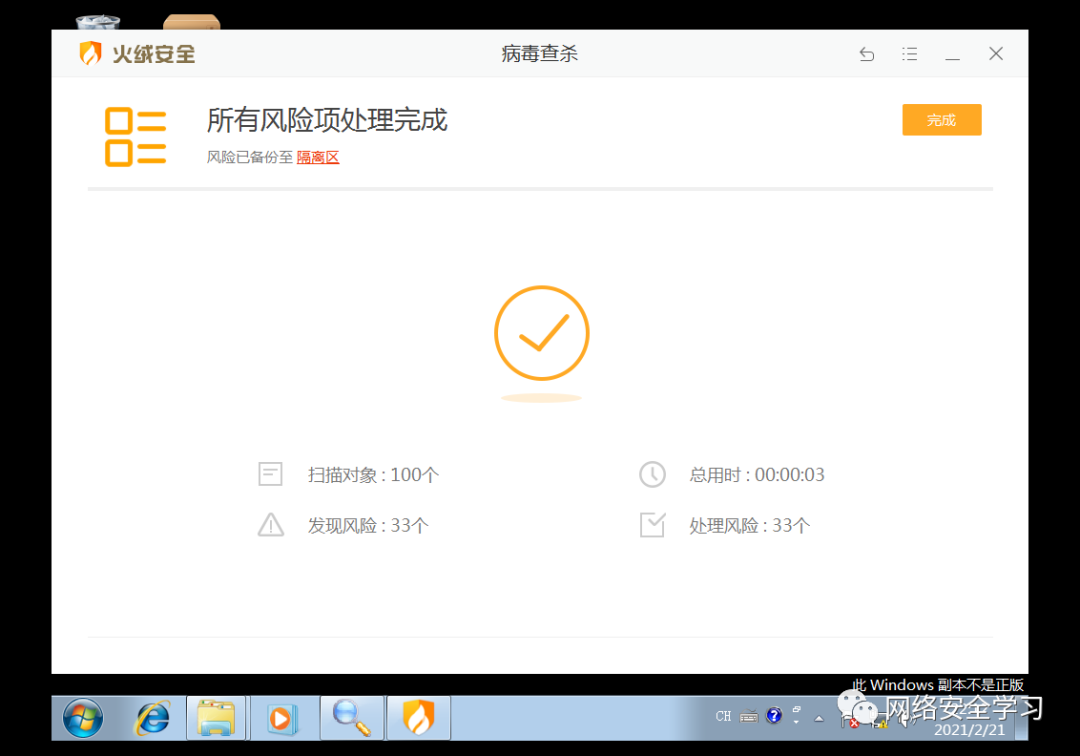 火绒安全
病毒查杀
所有风险项处理完成
完成
风险已备份至 隔离区
扫描对象 : 100个
总用时 : 00:00:03
发现风险 : 33个
处理风险 : 33个
此 Windows 副本不是正版
CH
网络安全学习
2021/2/21